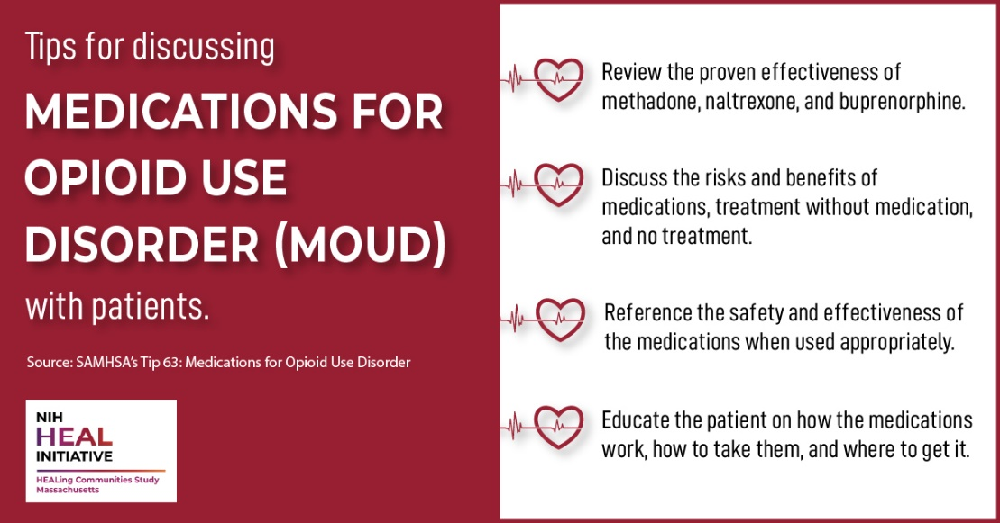 Tips for discussing
MEDICATIONS FOR
OPIOID USE
DISORDER (MOUD)
with patients.
Source: SAMHSA's Tip 63: Medications for Opioid Use Disorder
NIH
HEAL
INITIATIVE
HEALing Communities Study
Massachusetts
Review the proven effectiveness of
methadone, naltrexone, and buprenorphine.
Discuss the risks and benefits of
medications, treatment without medication,
and no treatment.
Reference the safety and effectiveness of
the medications when used appropriately.
Educate the patient on how the medications
work, how to take them, and where to get it.